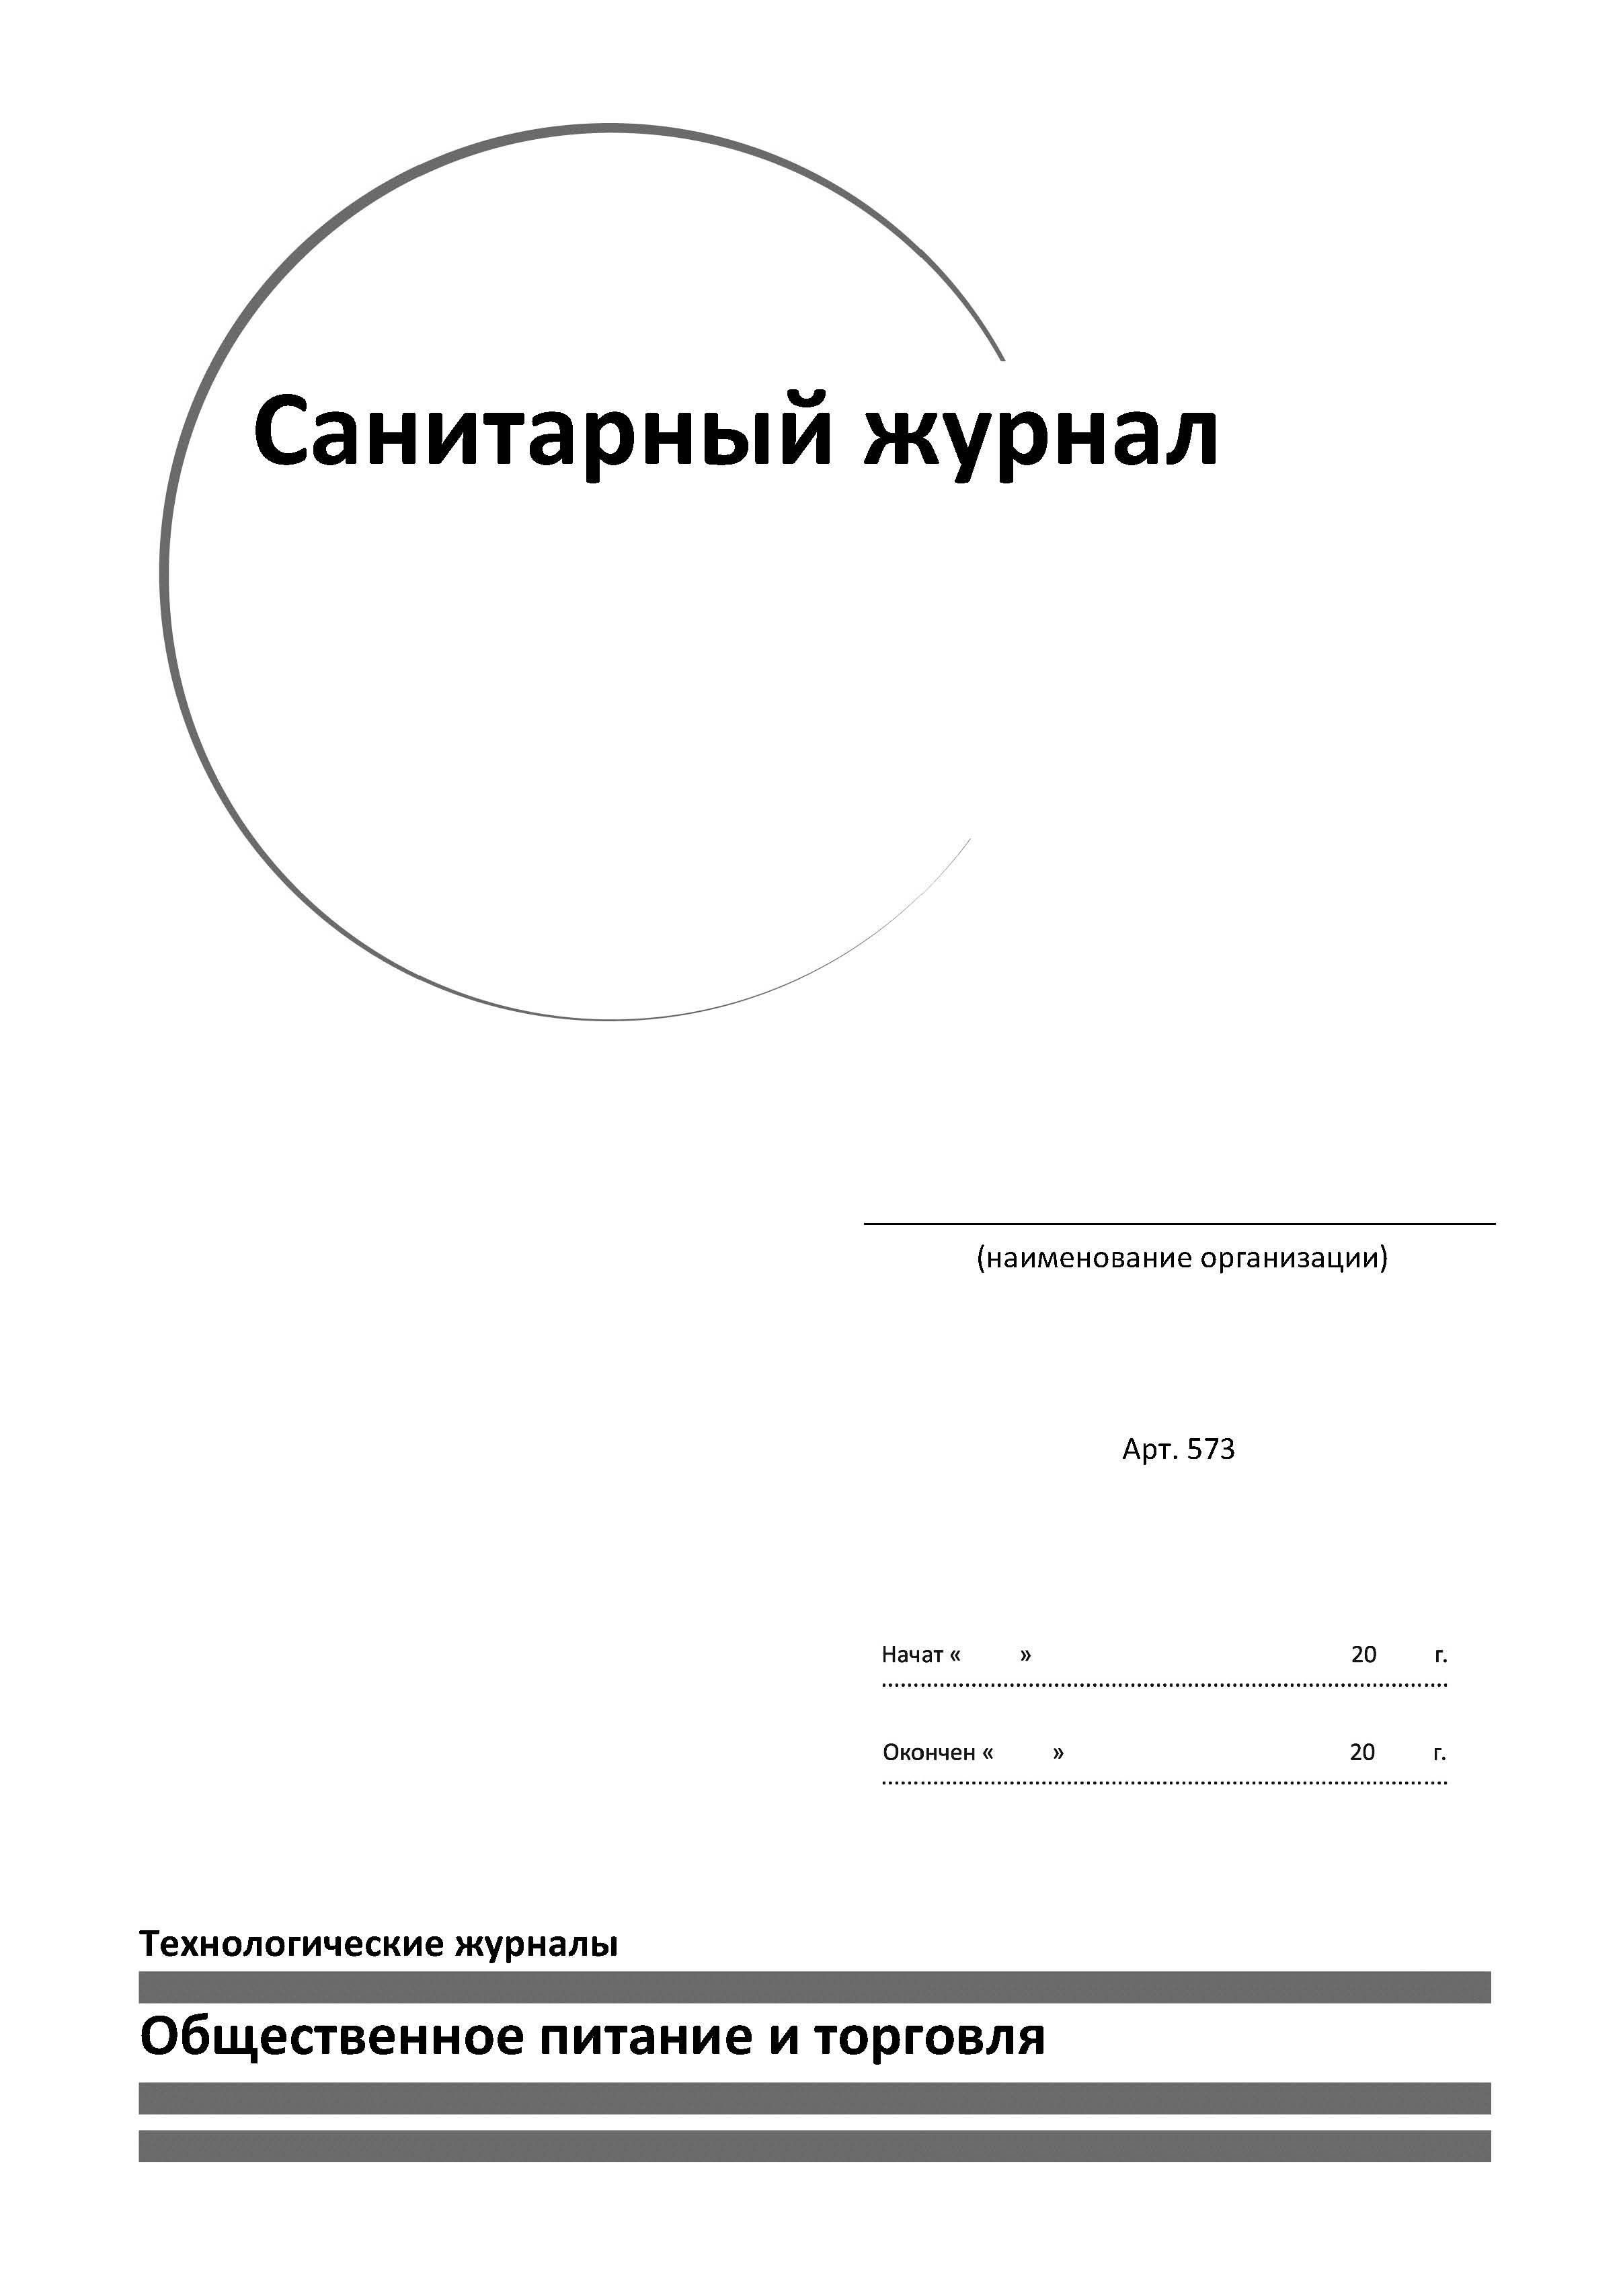 Санитарный журнал
(наименование организации)
Арт. 573
Начат « » 20 г.
Окончен « » 20 г.
Технологические журналы
Общественное питание и торговля